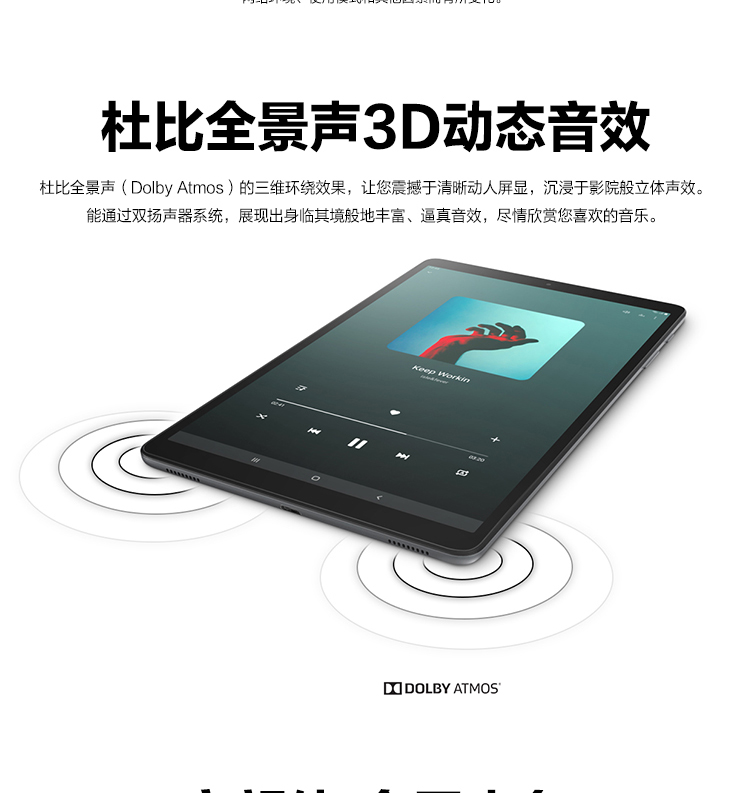 杜比全景声3D动态音效
杜比全景声（Dolby Atmos）的三维环绕效果，让您震撼于清晰动人屏显，沉浸于影院般立体声效。
能通过双扬声器系统，展现出身临其境般地丰富、逼真音效，尽情欣赏您喜欢的音乐。
Keep Workin
00:41
03:20
DOLBY ATMOS